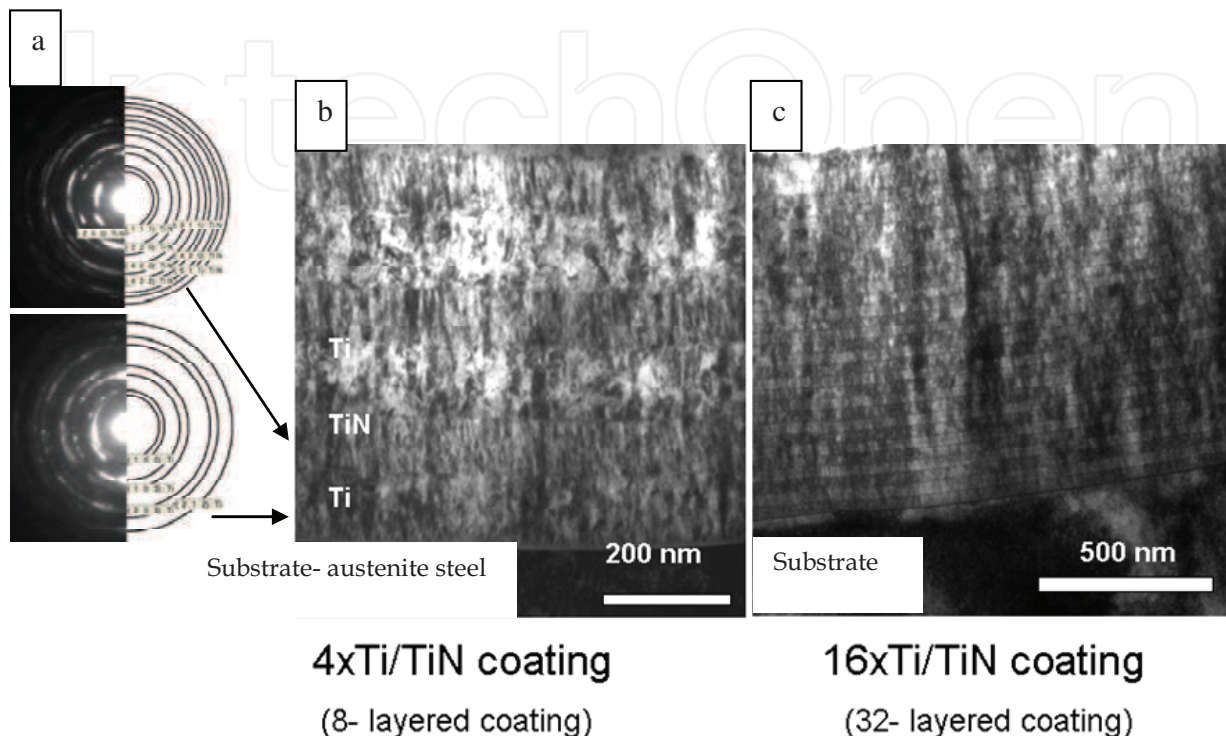 IntechOpen
a
b
c
Ti
TiN
Ti
Substrate- austenite steel
200 nm
Substrate
500 nm
4xTi/TiN coating
(8- layered coating)
16xTi/TiN coating
(32- layered coating)